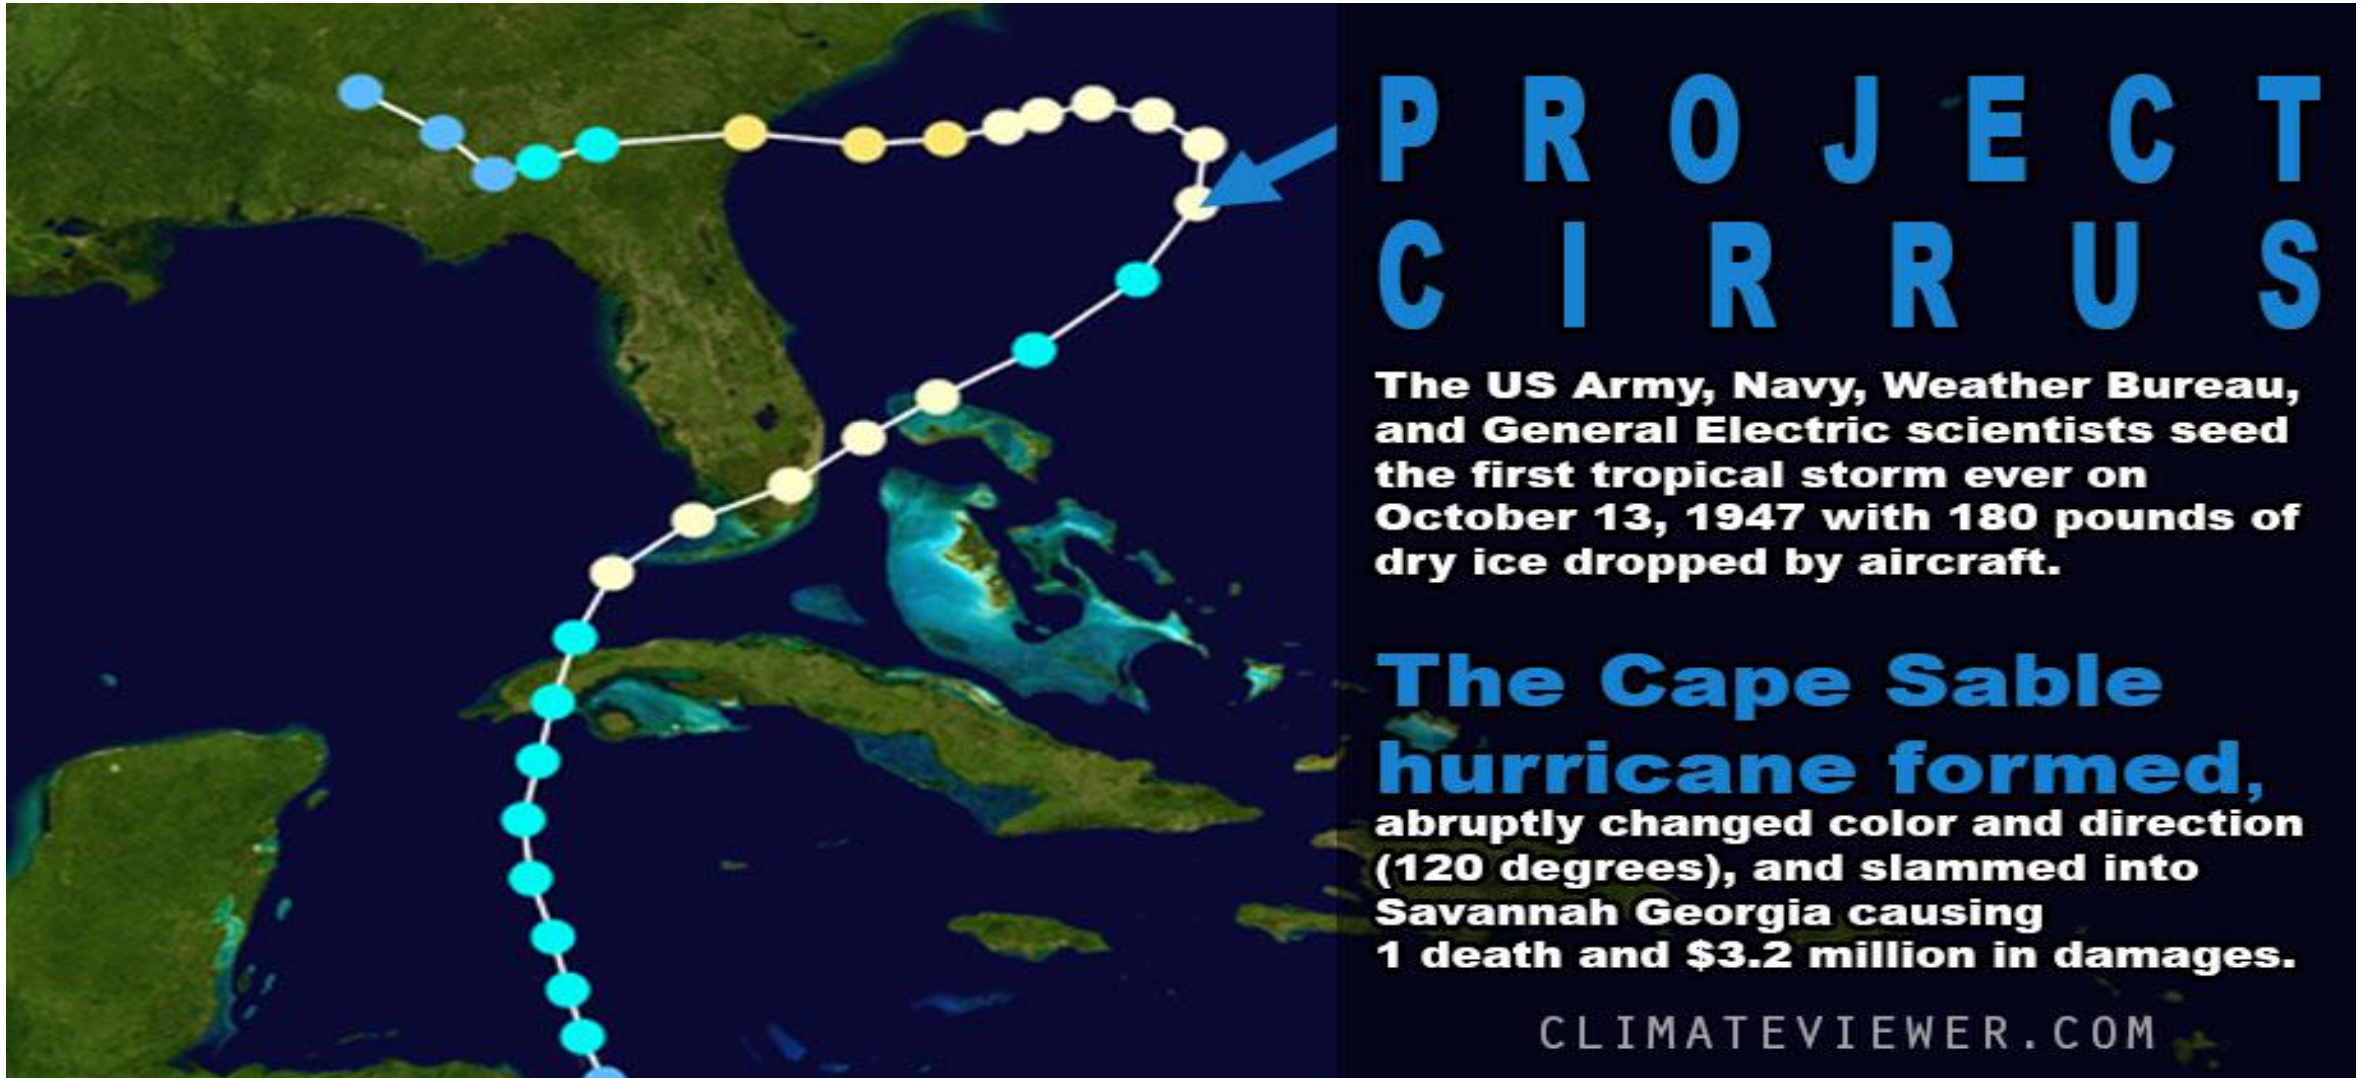 PROJECT
CIRRUS
The US Army, Navy, Weather Bureau,
and General Electric scientists seed
the first tropical storm ever on
October 13, 1947 with 180 pounds of
dry ice dropped by aircraft.
The Cape Sable
hurricane formed,
abruptly changed color and direction
(120 degrees), and slammed into
Savannah Georgia causing
1 death and $3.2 million in damages.
CLIMATEVIEWER.COM